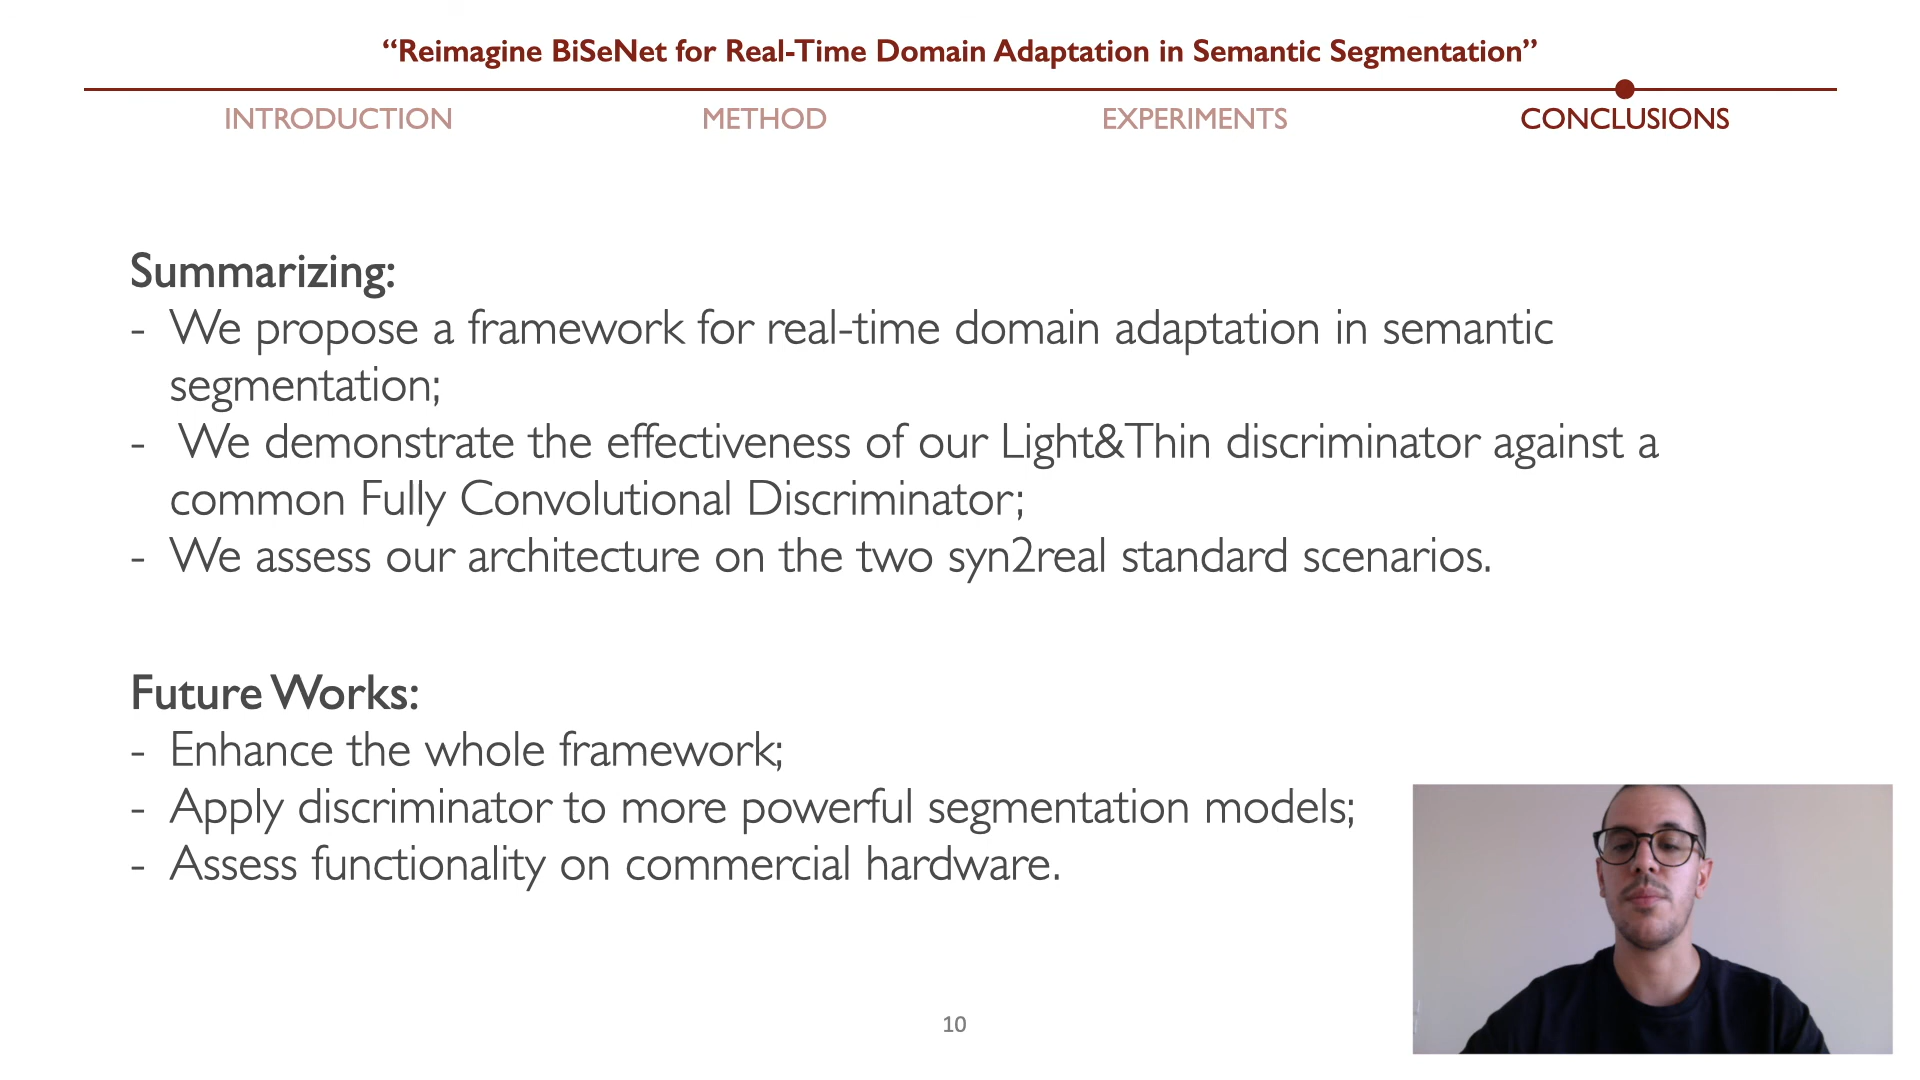 “Reimagine BiSeNet for Real-Time Domain Adaptation in Semantic Segmentation”
INTRODUCTION METHOD EXPERIMENTS CONCLUSIONS
Summarizing:
- We propose a framework for real-time domain adaptation in semantic
segmentation;
- We demonstrate the effectiveness of our Light&Thin discriminator against a
common Fully Convolutional Discriminator;
- We assess our architecture on the two syn2real standard scenarios.
Future Works:
- Enhance the whole framework;
- Apply discriminator to more powerful segmentation models;
- Assess functionality on commercial hardware.
10